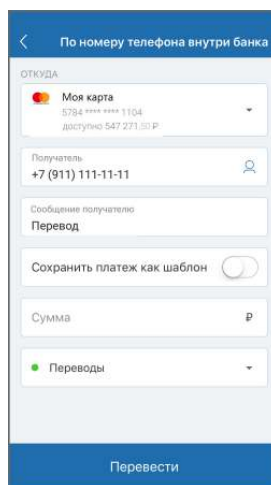 По номеру телефона внутри банка
ОТКУДА
Моя карта
5784 **** **** 1104
доступно 547 271,50 ₽
Получатель
+7 (911) 111-11-11
Сообщение получателю
Перевод
Сохранить платеж как шаблон
Сумма ₽
Переводы
Перевести